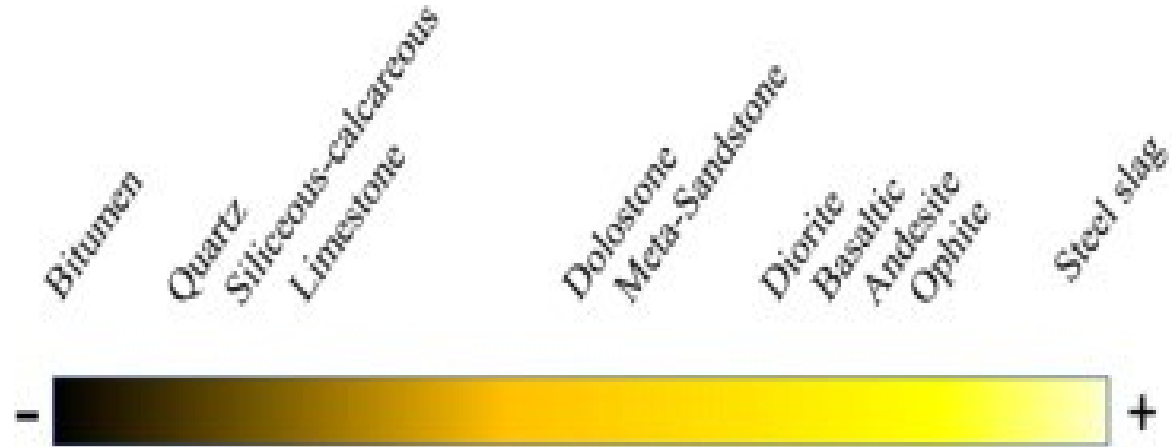 Bitumen
Quartz
Siliceous-calcareous
Limestone
Dolostone
Meta-Sandstone
Diorite
Basaltic
Andesite
Ophite
Steel slag
-
+